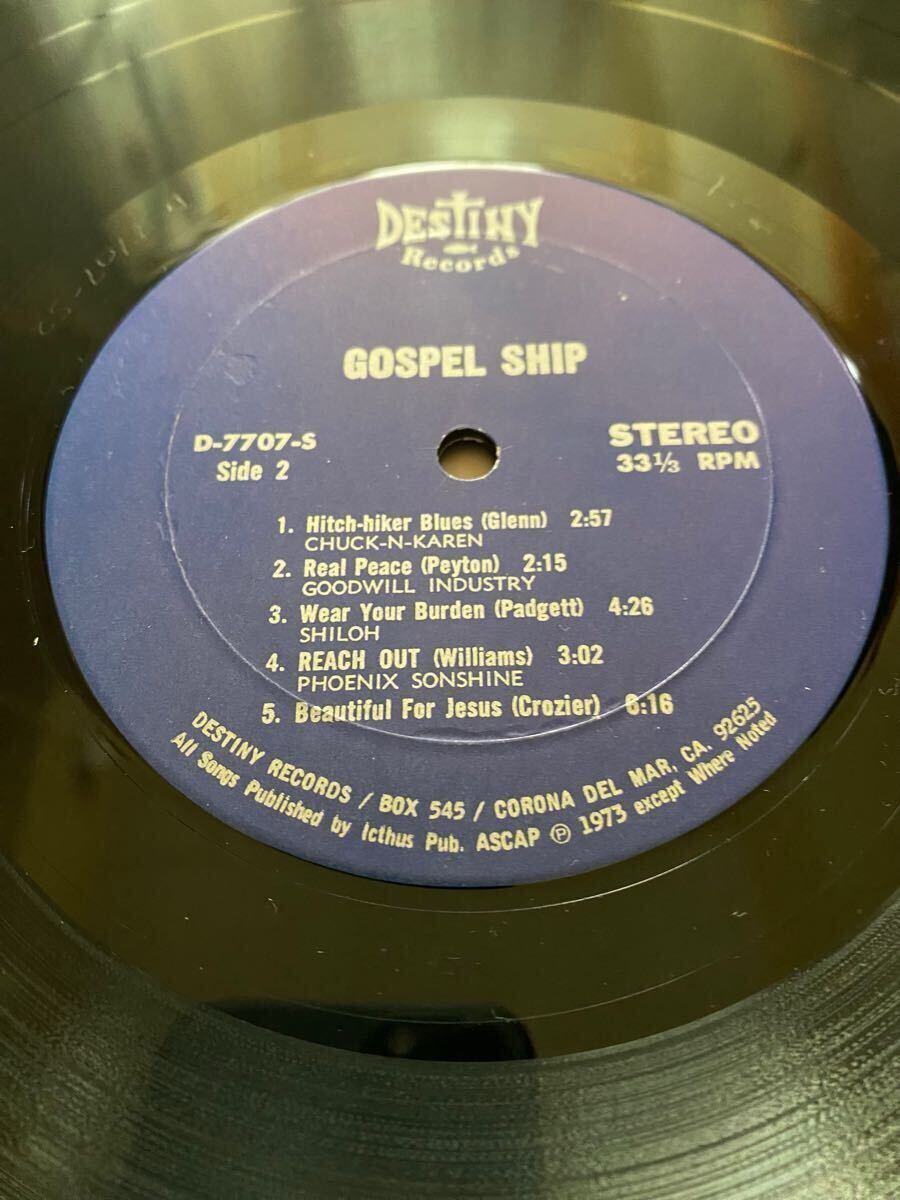 DESTINY
Records
GOSPEL SHIP
D-7707-S
Side 2
STEREO
33⅓ RPM
1. Hitch-hiker Blues (Glenn) 2:57
CHUCK-N-KAREN
2. Real Peace (Peyton) 2:15
GOODWILL INDUSTRY
3. Wear Your Burden (Padgett) 4:26
SHILOH
4. REACH OUT (Williams) 3:02
PHOENIX SONSHINE
5. Beautiful For Jesus (Crozier) 6:16
DESTINY RECORDS / BOX 545 / CORONA DEL MAR, CA. 92625
All Songs Published by Icthus Pub. ASCAP ℗ 1973 except Where Noted